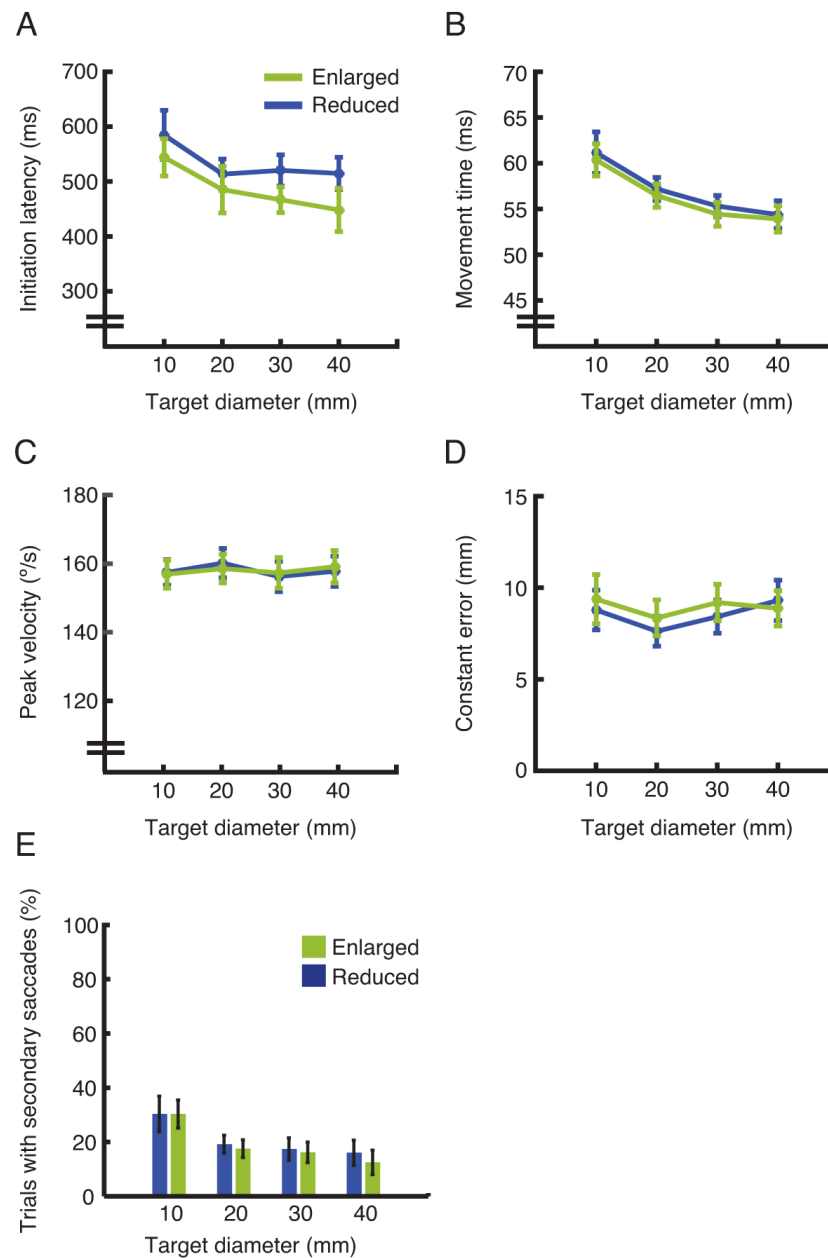 A
Initiation latency (ms)
700
600
500
400
300
Enlarged
Reduced
10 20 30 40
Target diameter (mm)
B
Movement time (ms)
70
65
60
55
50
45
10 20 30 40
Target diameter (mm)
C
Peak velocity (°/s)
180
160
140
120
10 20 30 40
Target diameter (mm)
D
Constant error (mm)
15
10
5
0
10 20 30 40
Target diameter (mm)
E
Trials with secondary saccades (%)
100
80
60
40
20
0
Enlarged
Reduced
10 20 30 40
Target diameter (mm)